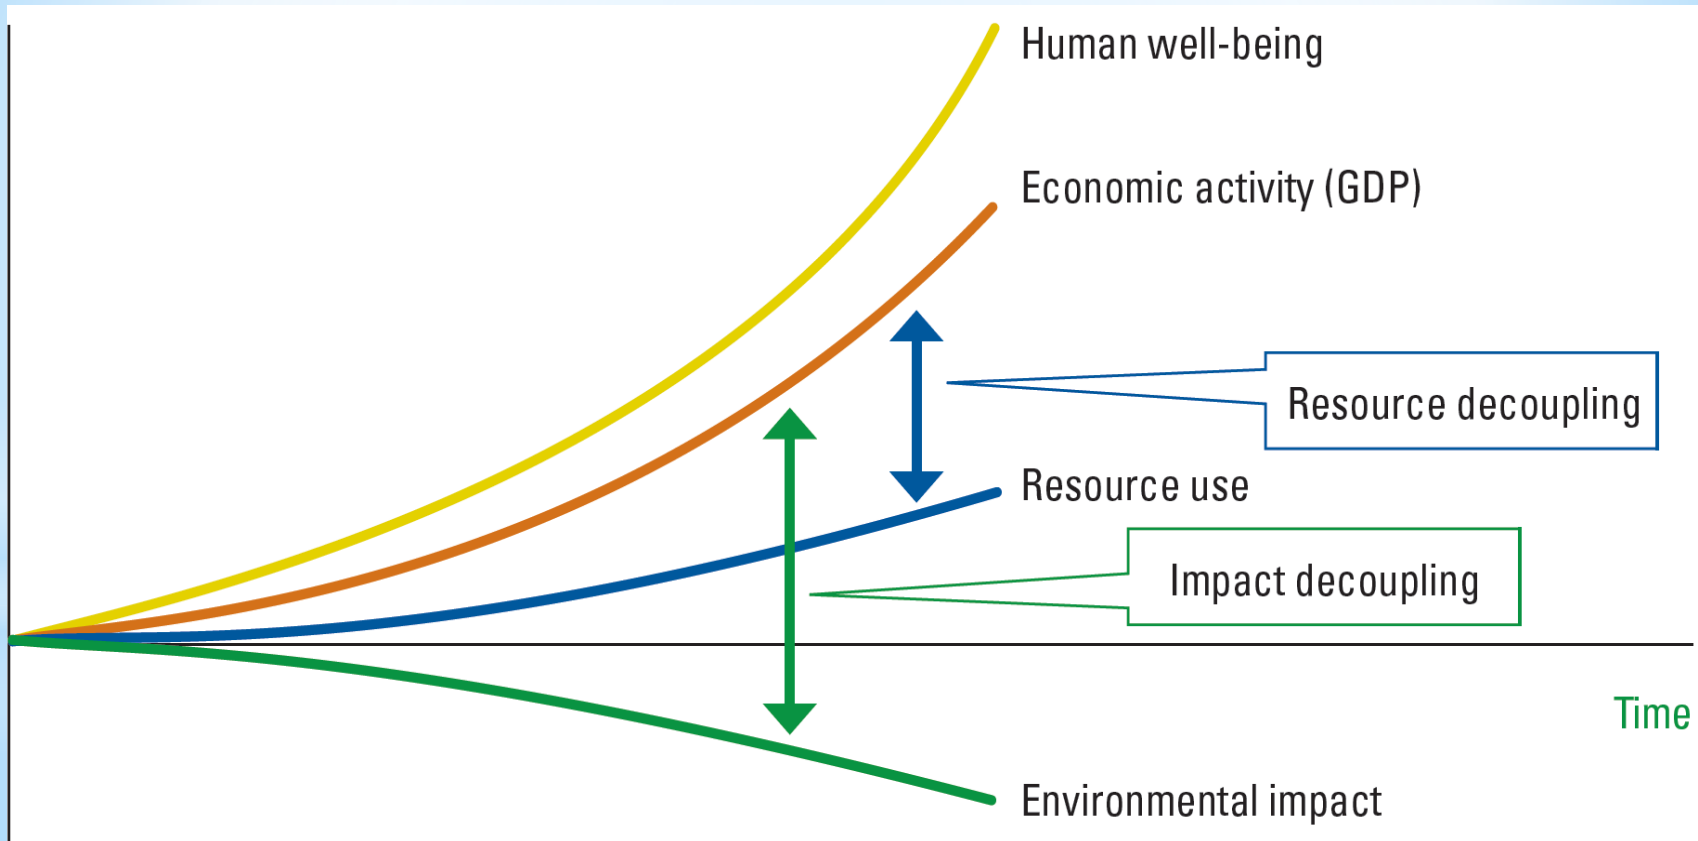 Human well-being
Economic activity (GDP)
Resource decoupling
Resource use
Impact decoupling
Time
Environmental impact